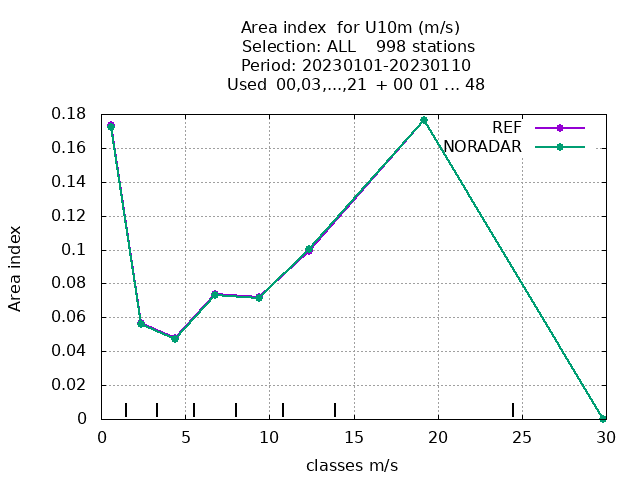 Area index  for U10m (m/s)
Selection: ALL    998 stations
Period: 20230101-20230110
Used  00,03,...,21  + 00 01 ... 48
REF
NORADAR
0.18
0.16
0.14
0.12
0.1
0.08
0.06
0.04
0.02
0
Area index
0 5 10 15 20 25 30
classes m/s